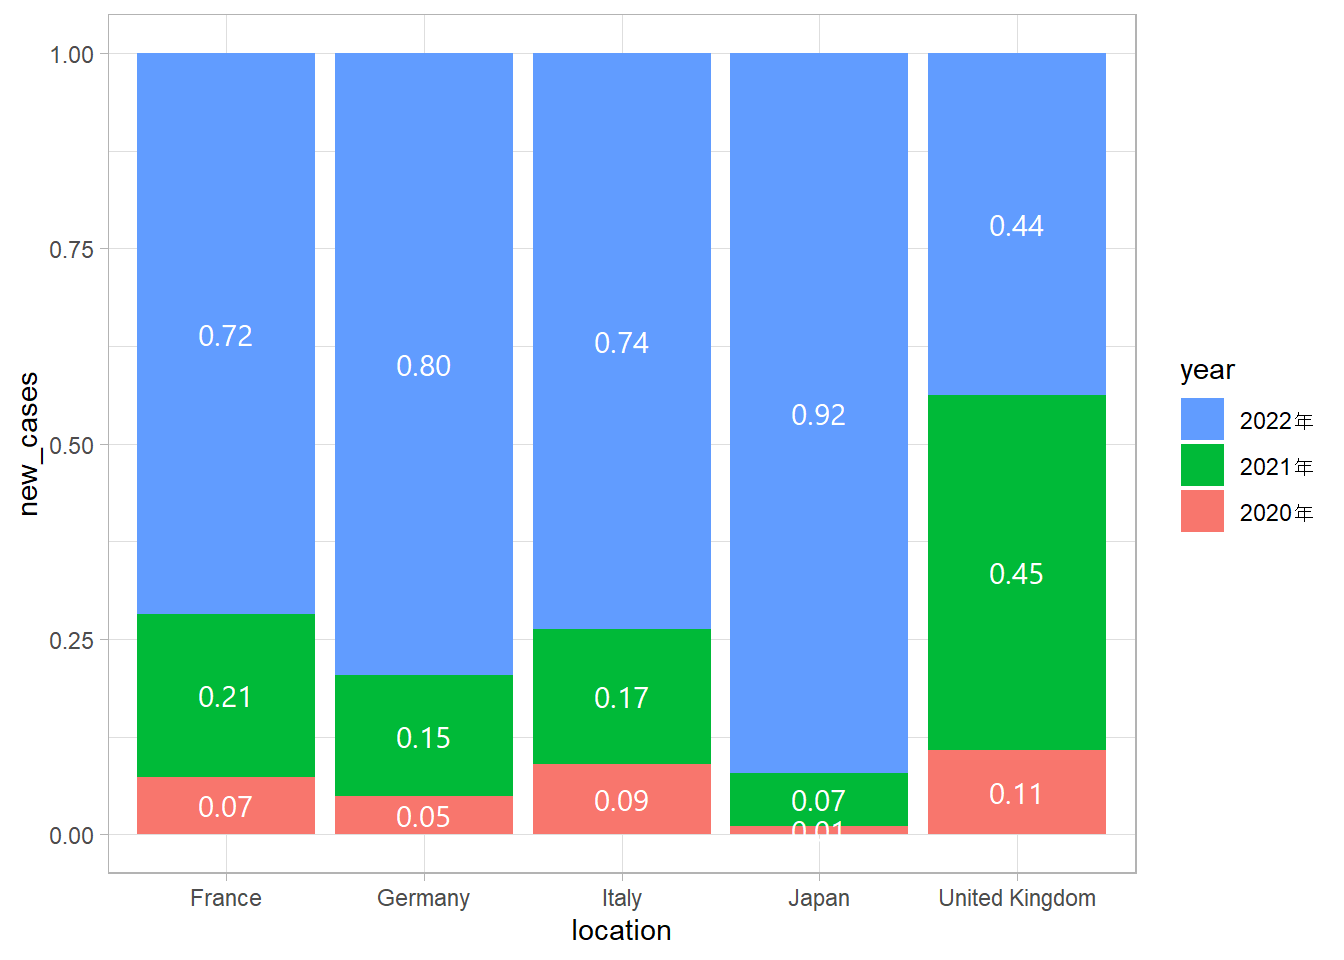 new_cases
1.00
0.75
0.50
0.25
0.00
0.72
0.21
0.07
0.80
0.15
0.05
0.74
0.17
0.09
0.92
0.07
0.01
0.44
0.45
0.11
France
Germany
Italy
Japan
United Kingdom
location
year
2022年
2021年
2020年